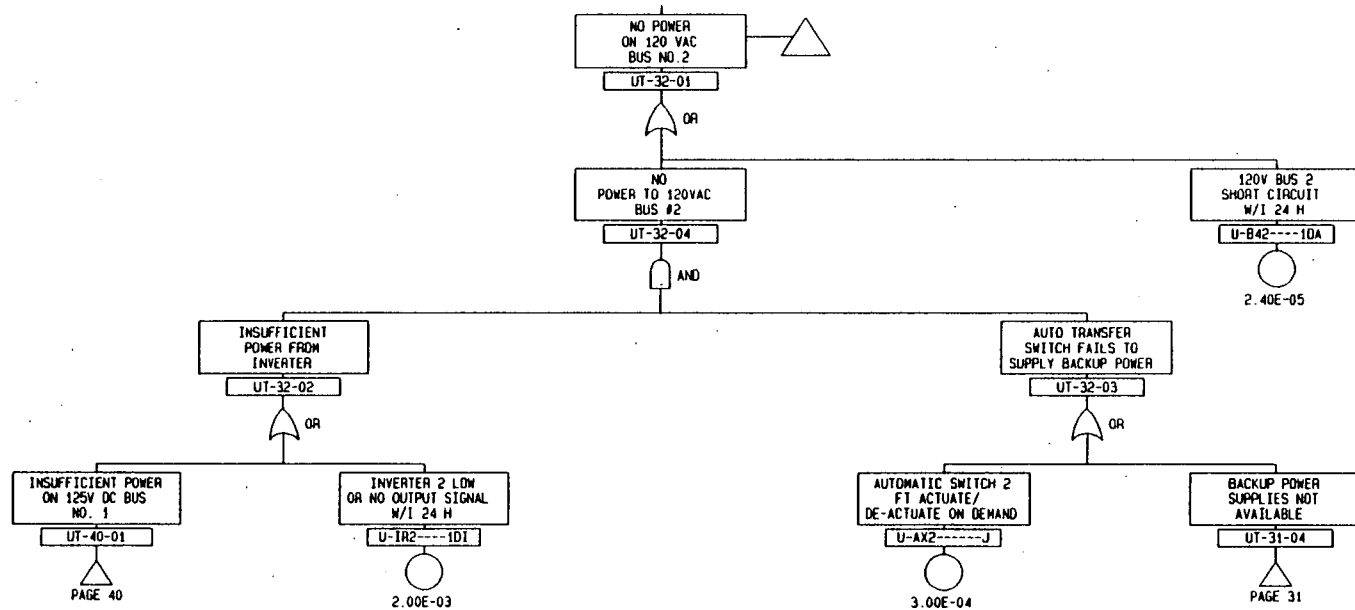 NO POWER
ON 120 VAC
BUS NO.2
UT-32-01
OR
NO
POWER TO 120VAC
BUS #2
UT-32-04
AND
120V BUS 2
SHORT CIRCUIT
W/I 24 H
U-B42----1DA
2.40E-05
INSUFFICIENT
POWER FROM
INVERTER
UT-32-02
OR
AUTO TRANSFER
SWITCH FAILS TO
SUPPLY BACKUP POWER
UT-32-03
OR
INSUFFICIENT POWER
ON 125V DC BUS
NO. 1
UT-40-01
PAGE 40
INVERTER 2 LOW
OR NO OUTPUT SIGNAL
W/I 24 H
U-IR2----1DI
2.00E-03
AUTOMATIC SWITCH 2
FT ACTUATE/
DE-ACTUATE ON DEMAND
U-AX2------J
3.00E-04
BACKUP POWER
SUPPLIES NOT
AVAILABLE
UT-31-04
PAGE 31